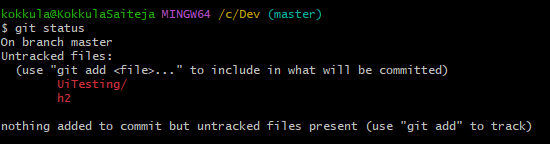 kokkula@KokkulaSaiteja MINGW64 /c/Dev (master)
$ git status
On branch master
Untracked files:
  (use "git add <file>..." to include in what will be committed)
        UiTesting/
        h2

nothing added to commit but untracked files present (use "git add" to track)